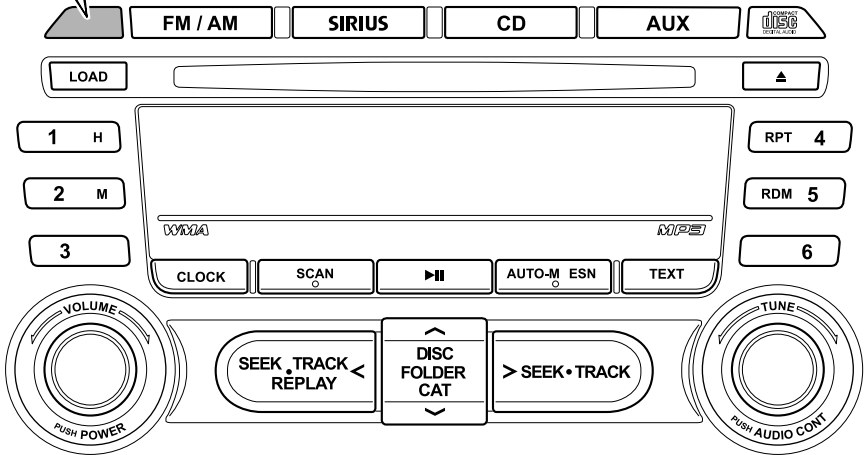 FM / AM SIRIUS CD AUX COMPACT
disc
DIGITAL AUDIO
LOAD
1 H
RPT 4
2 M
RDM 5
WMA MP3
3
6
CLOCK SCAN AUTO-M ESN TEXT
VOLUME
TUNE
SEEK • TRACK
REPLAY <
DISC
FOLDER
CAT
> SEEK • TRACK
PUSH POWER
PUSH AUDIO CONT